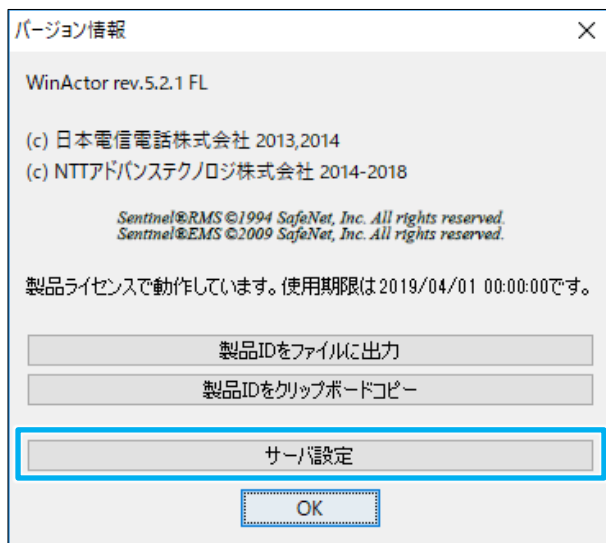 バージョン情報
WinActor rev.5.2.1 FL
(c) 日本電信電話株式会社 2013,2014
(c) NTTアドバンステクノロジ株式会社 2014-2018
Sentinel®RMS ©1994 SafeNet, Inc. All rights reserved.
Sentinel®EMS ©2009 SafeNet, Inc. All rights reserved.
製品ライセンスで動作しています。使用期限は2019/04/01 00:00:00です。
製品IDをファイルに出力
製品IDをクリップボードコピー
サーバ設定
OK